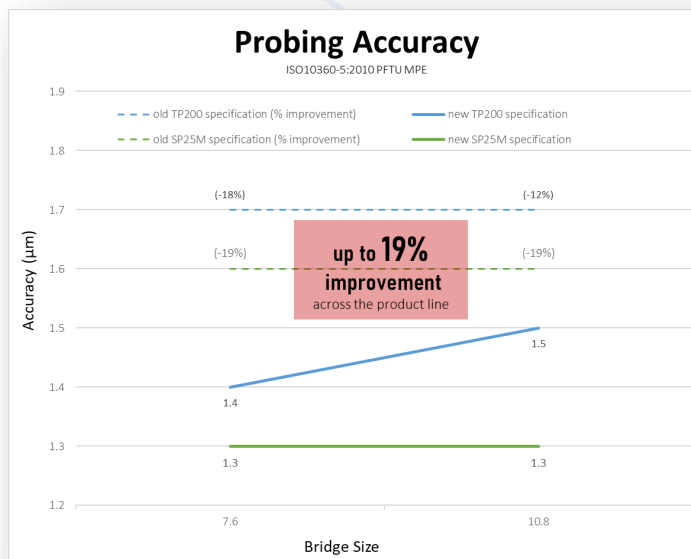 Probing Accuracy
ISO10360-5:2010 PFTU MPE
1.9
old TP200 specification (% improvement)
new TP200 specification
old SP25M specification (% improvement)
new SP25M specification
1.8
(-18%)
(-12%)
1.7
up to 19%
improvement
across the product line
(-19%)
(-19%)
1.6
Accuracy (μm)
1.5
1.5
1.4
1.4
1.3
1.3
1.3
1.2
7.6
10.8
Bridge Size